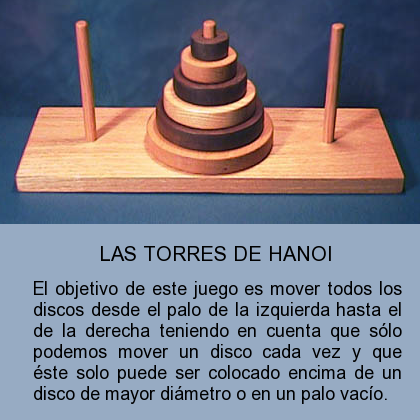 LAS TORRES DE HANOI
El objetivo de este juego es mover todos los
discos desde el palo de la izquierda hasta el
de la derecha teniendo en cuenta que sólo
podemos mover un disco cada vez y que
éste solo puede ser colocado encima de un
disco de mayor diámetro o en un palo vacío.